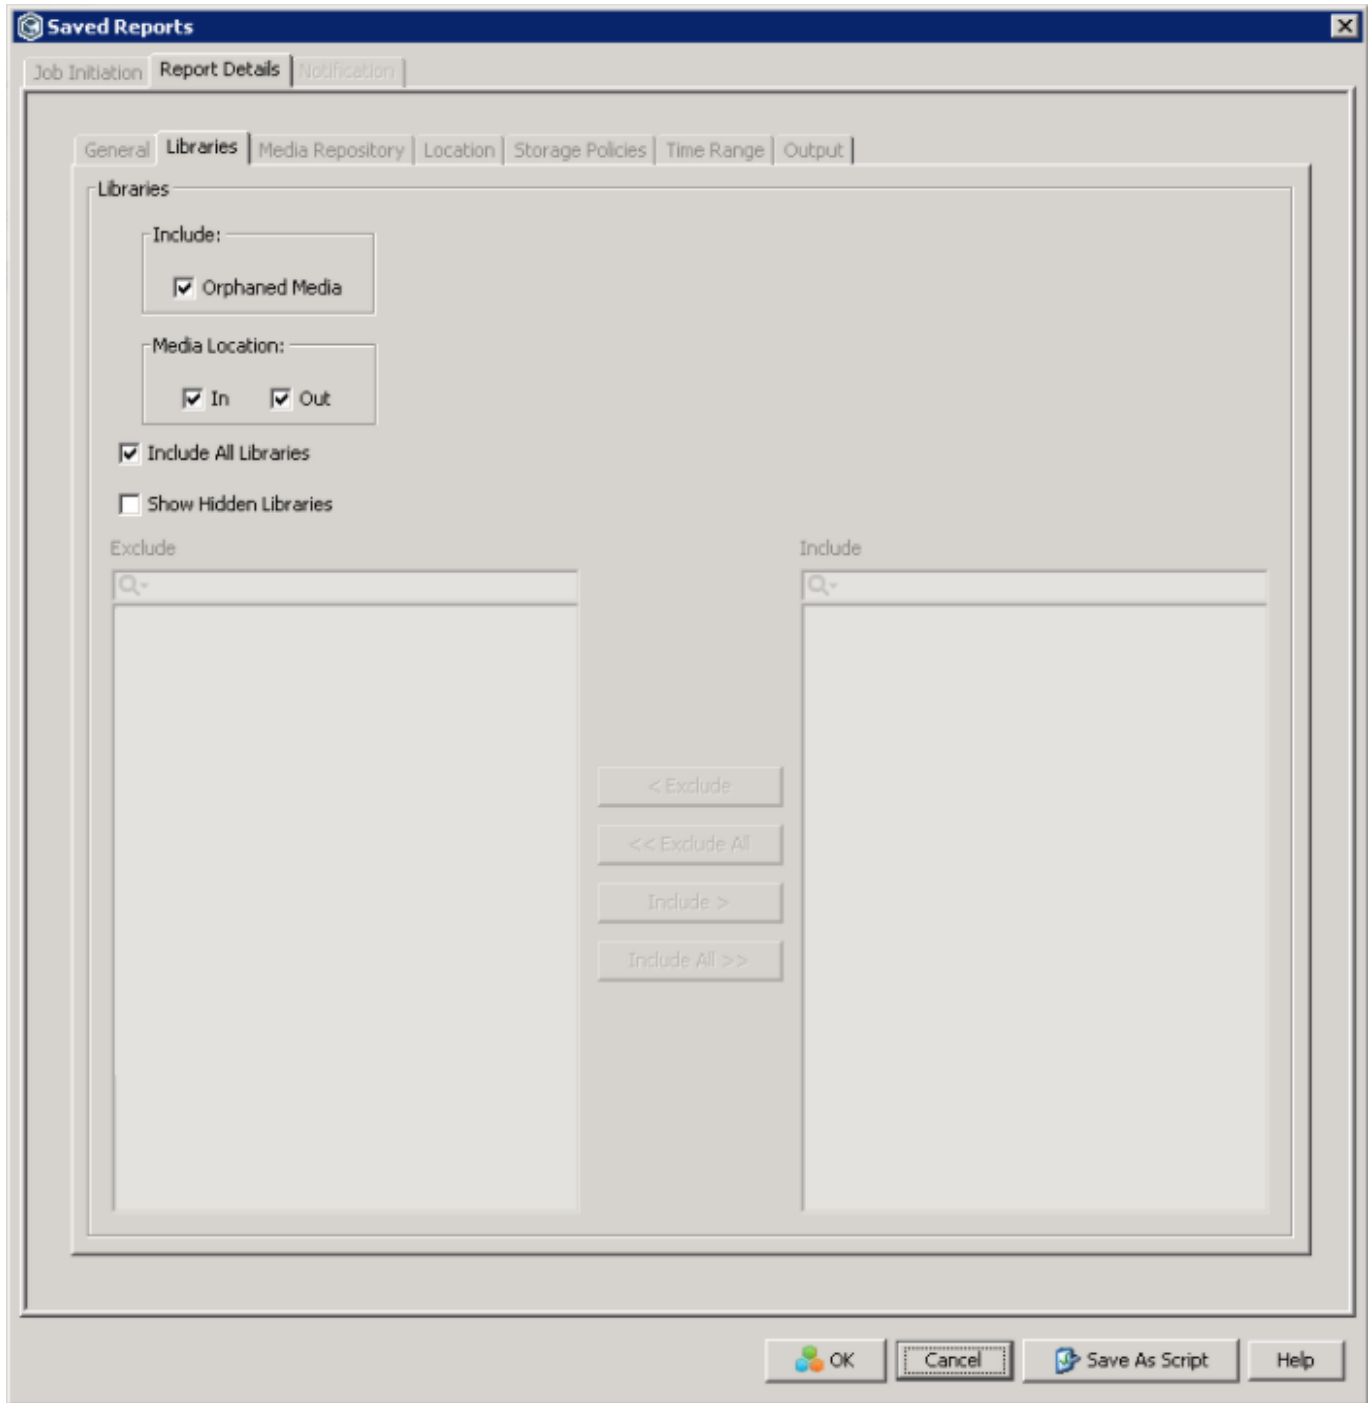 Saved Reports
Job Initiation Report Details Notification
General Libraries Media Repository Location Storage Policies Time Range Output
Libraries
Include:
Orphaned Media
Media Location:
In Out
Include All Libraries
Show Hidden Libraries
Exclude Include
< Exclude
<< Exclude All
Include >
Include All >>
OK Cancel Save As Script Help